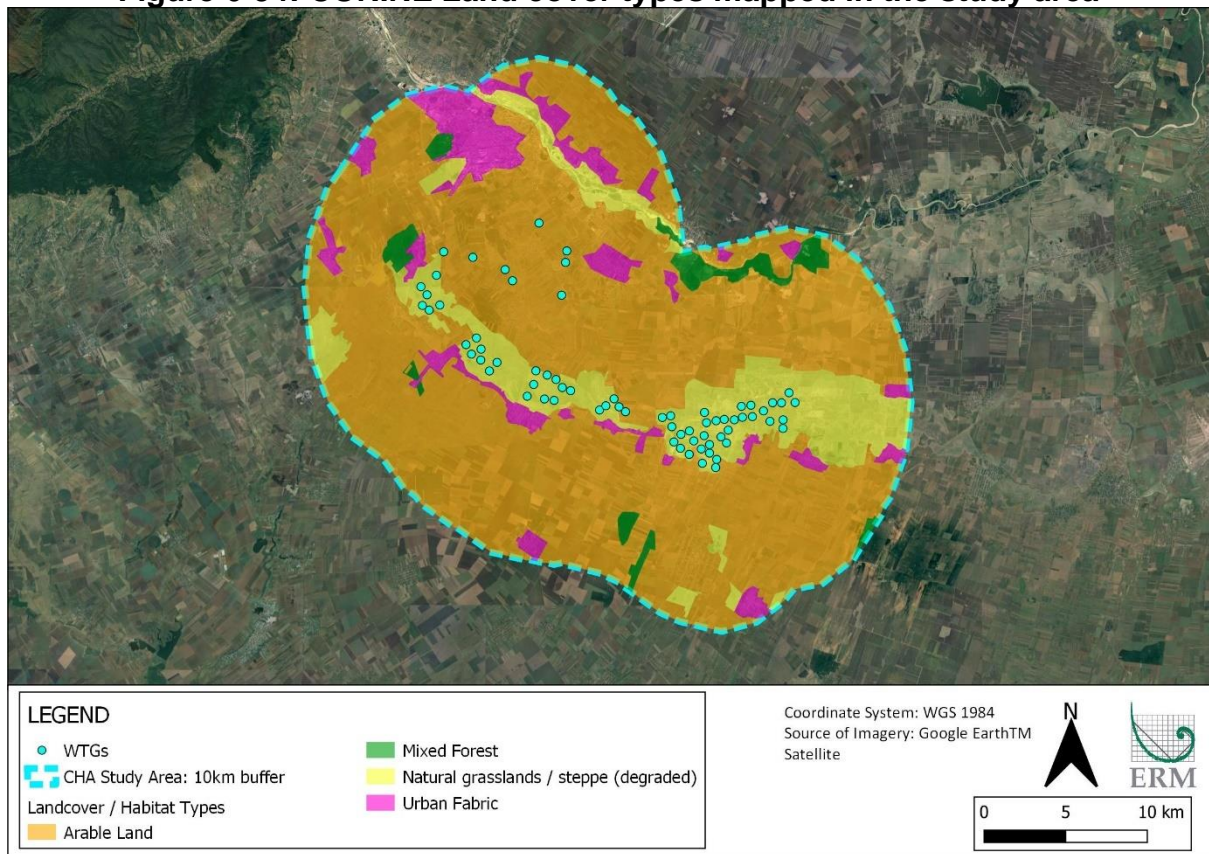 LEGEND
WTGs
CHA Study Area: 10km buffer
Landcover / Habitat Types
Arable Land
Mixed Forest
Natural grasslands / steppe (degraded)
Urban Fabric
Coordinate System: WGS 1984
Source of Imagery: Google EarthTM
Satellite
N
ERM
0 5 10 km